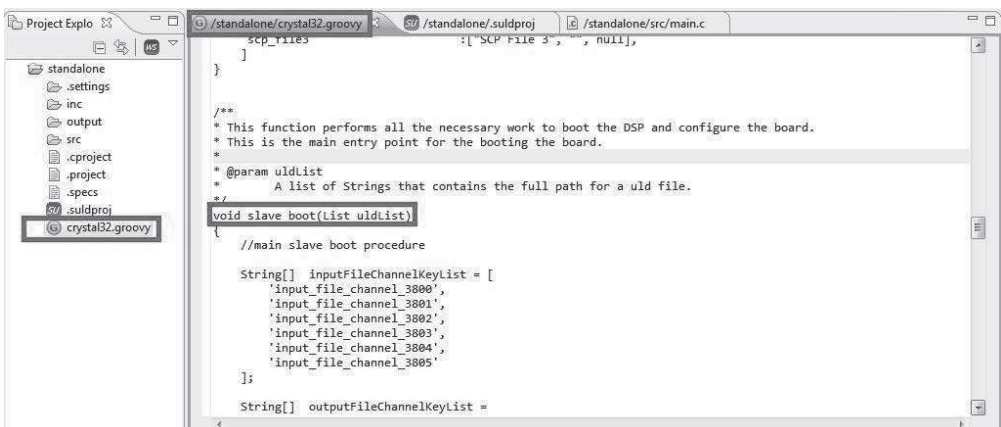 Project Explo
standalone
.settings
inc
output
src
.cproject
.project
.specs
.suldproj
crystal32.groovy
/standalone/crystal32.groovy
/standalone/.suldproj
/standalone/src/main.c
scp_file3 :["SCP File 3", "", null],
]
}
/**
* This function performs all the necessary work to boot the DSP and configure the board.
* This is the main entry point for the booting the board.
*
* @param uldList
* A list of Strings that contains the full path for a uld file.
*/
void slave boot(List uldList)
{
//main slave boot procedure
String[] inputFileChannelKeyList = [
'input_file_channel_3800',
'input_file_channel_3801',
'input_file_channel_3802',
'input_file_channel_3803',
'input_file_channel_3804',
'input_file_channel_3805'
];
String[] outputFileChannelKeyList =